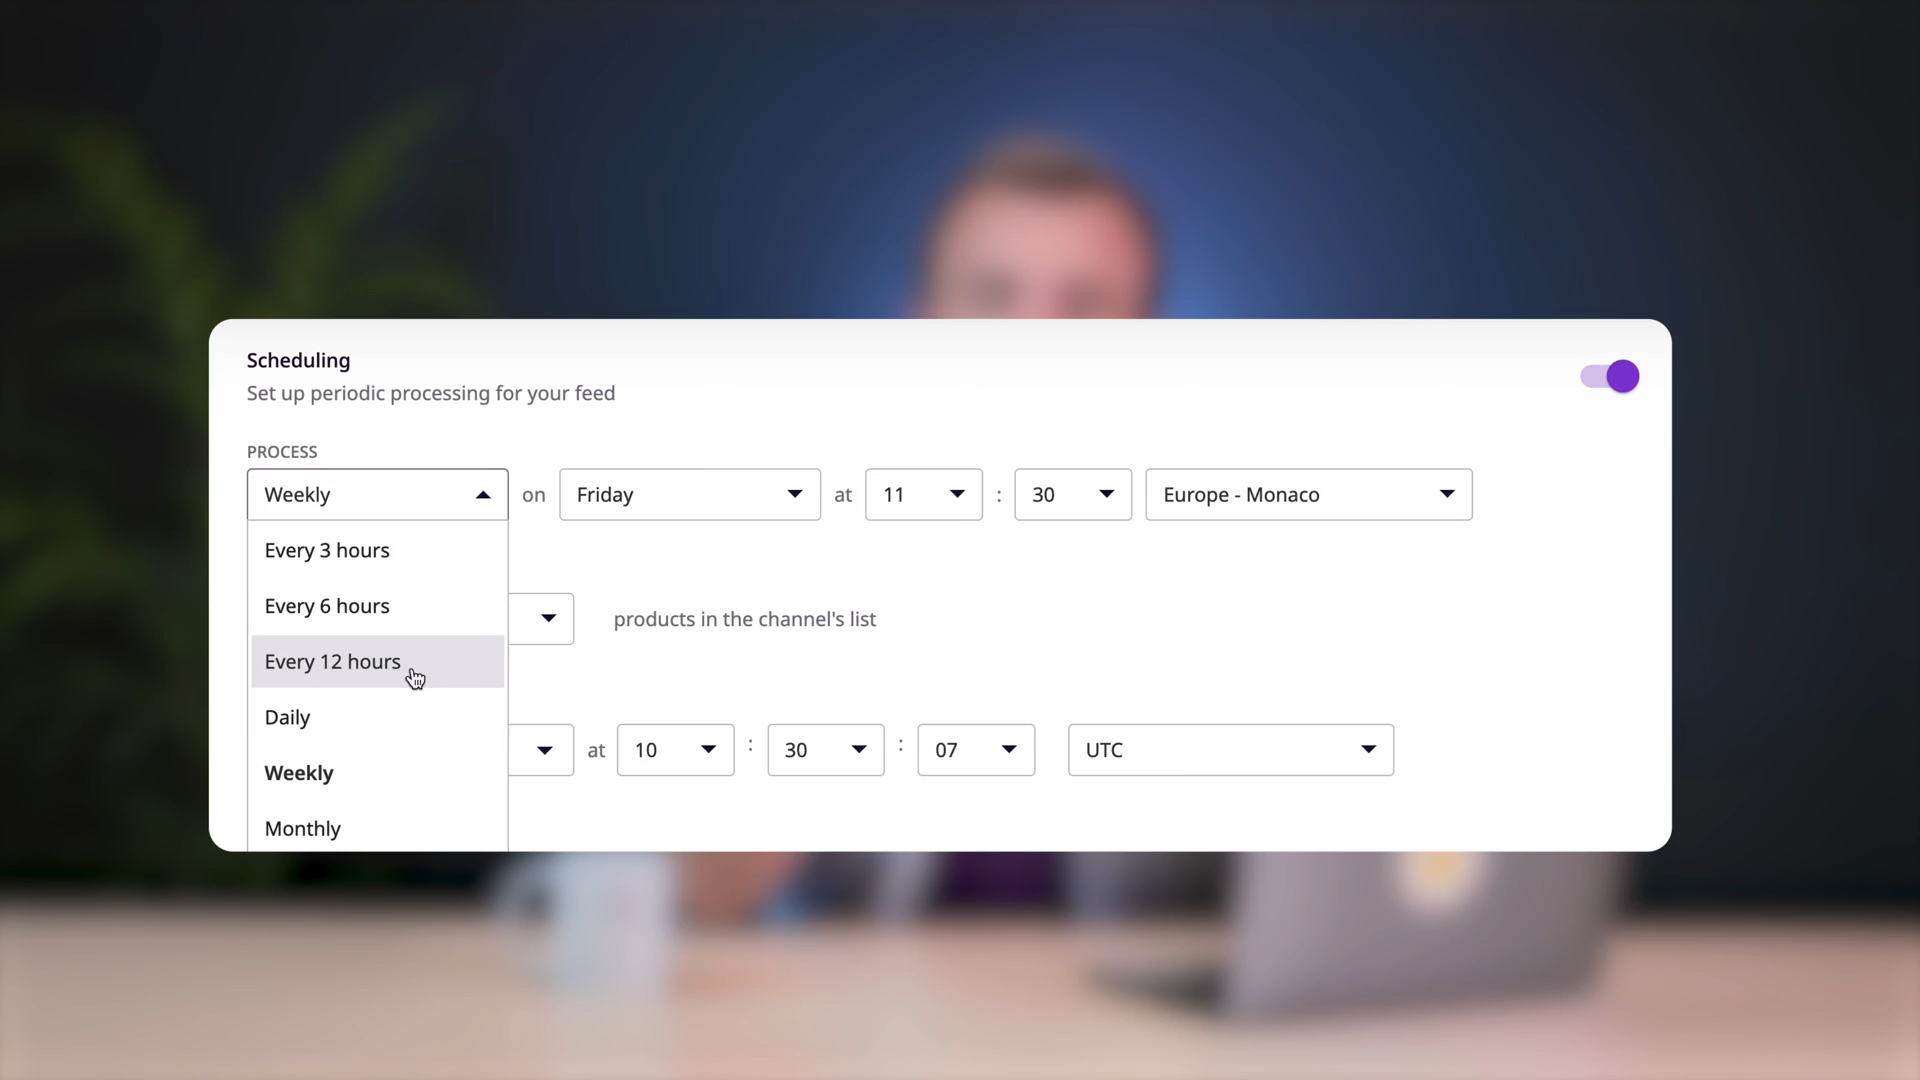 Scheduling
Set up periodic processing for your feed
PROCESS
Weekly on Friday at 11 : 30 Europe - Monaco
Every 3 hours
Every 6 hours
products in the channel's list
Every 12 hours
Daily
at 10 : 30 : 07 UTC
Weekly
Monthly